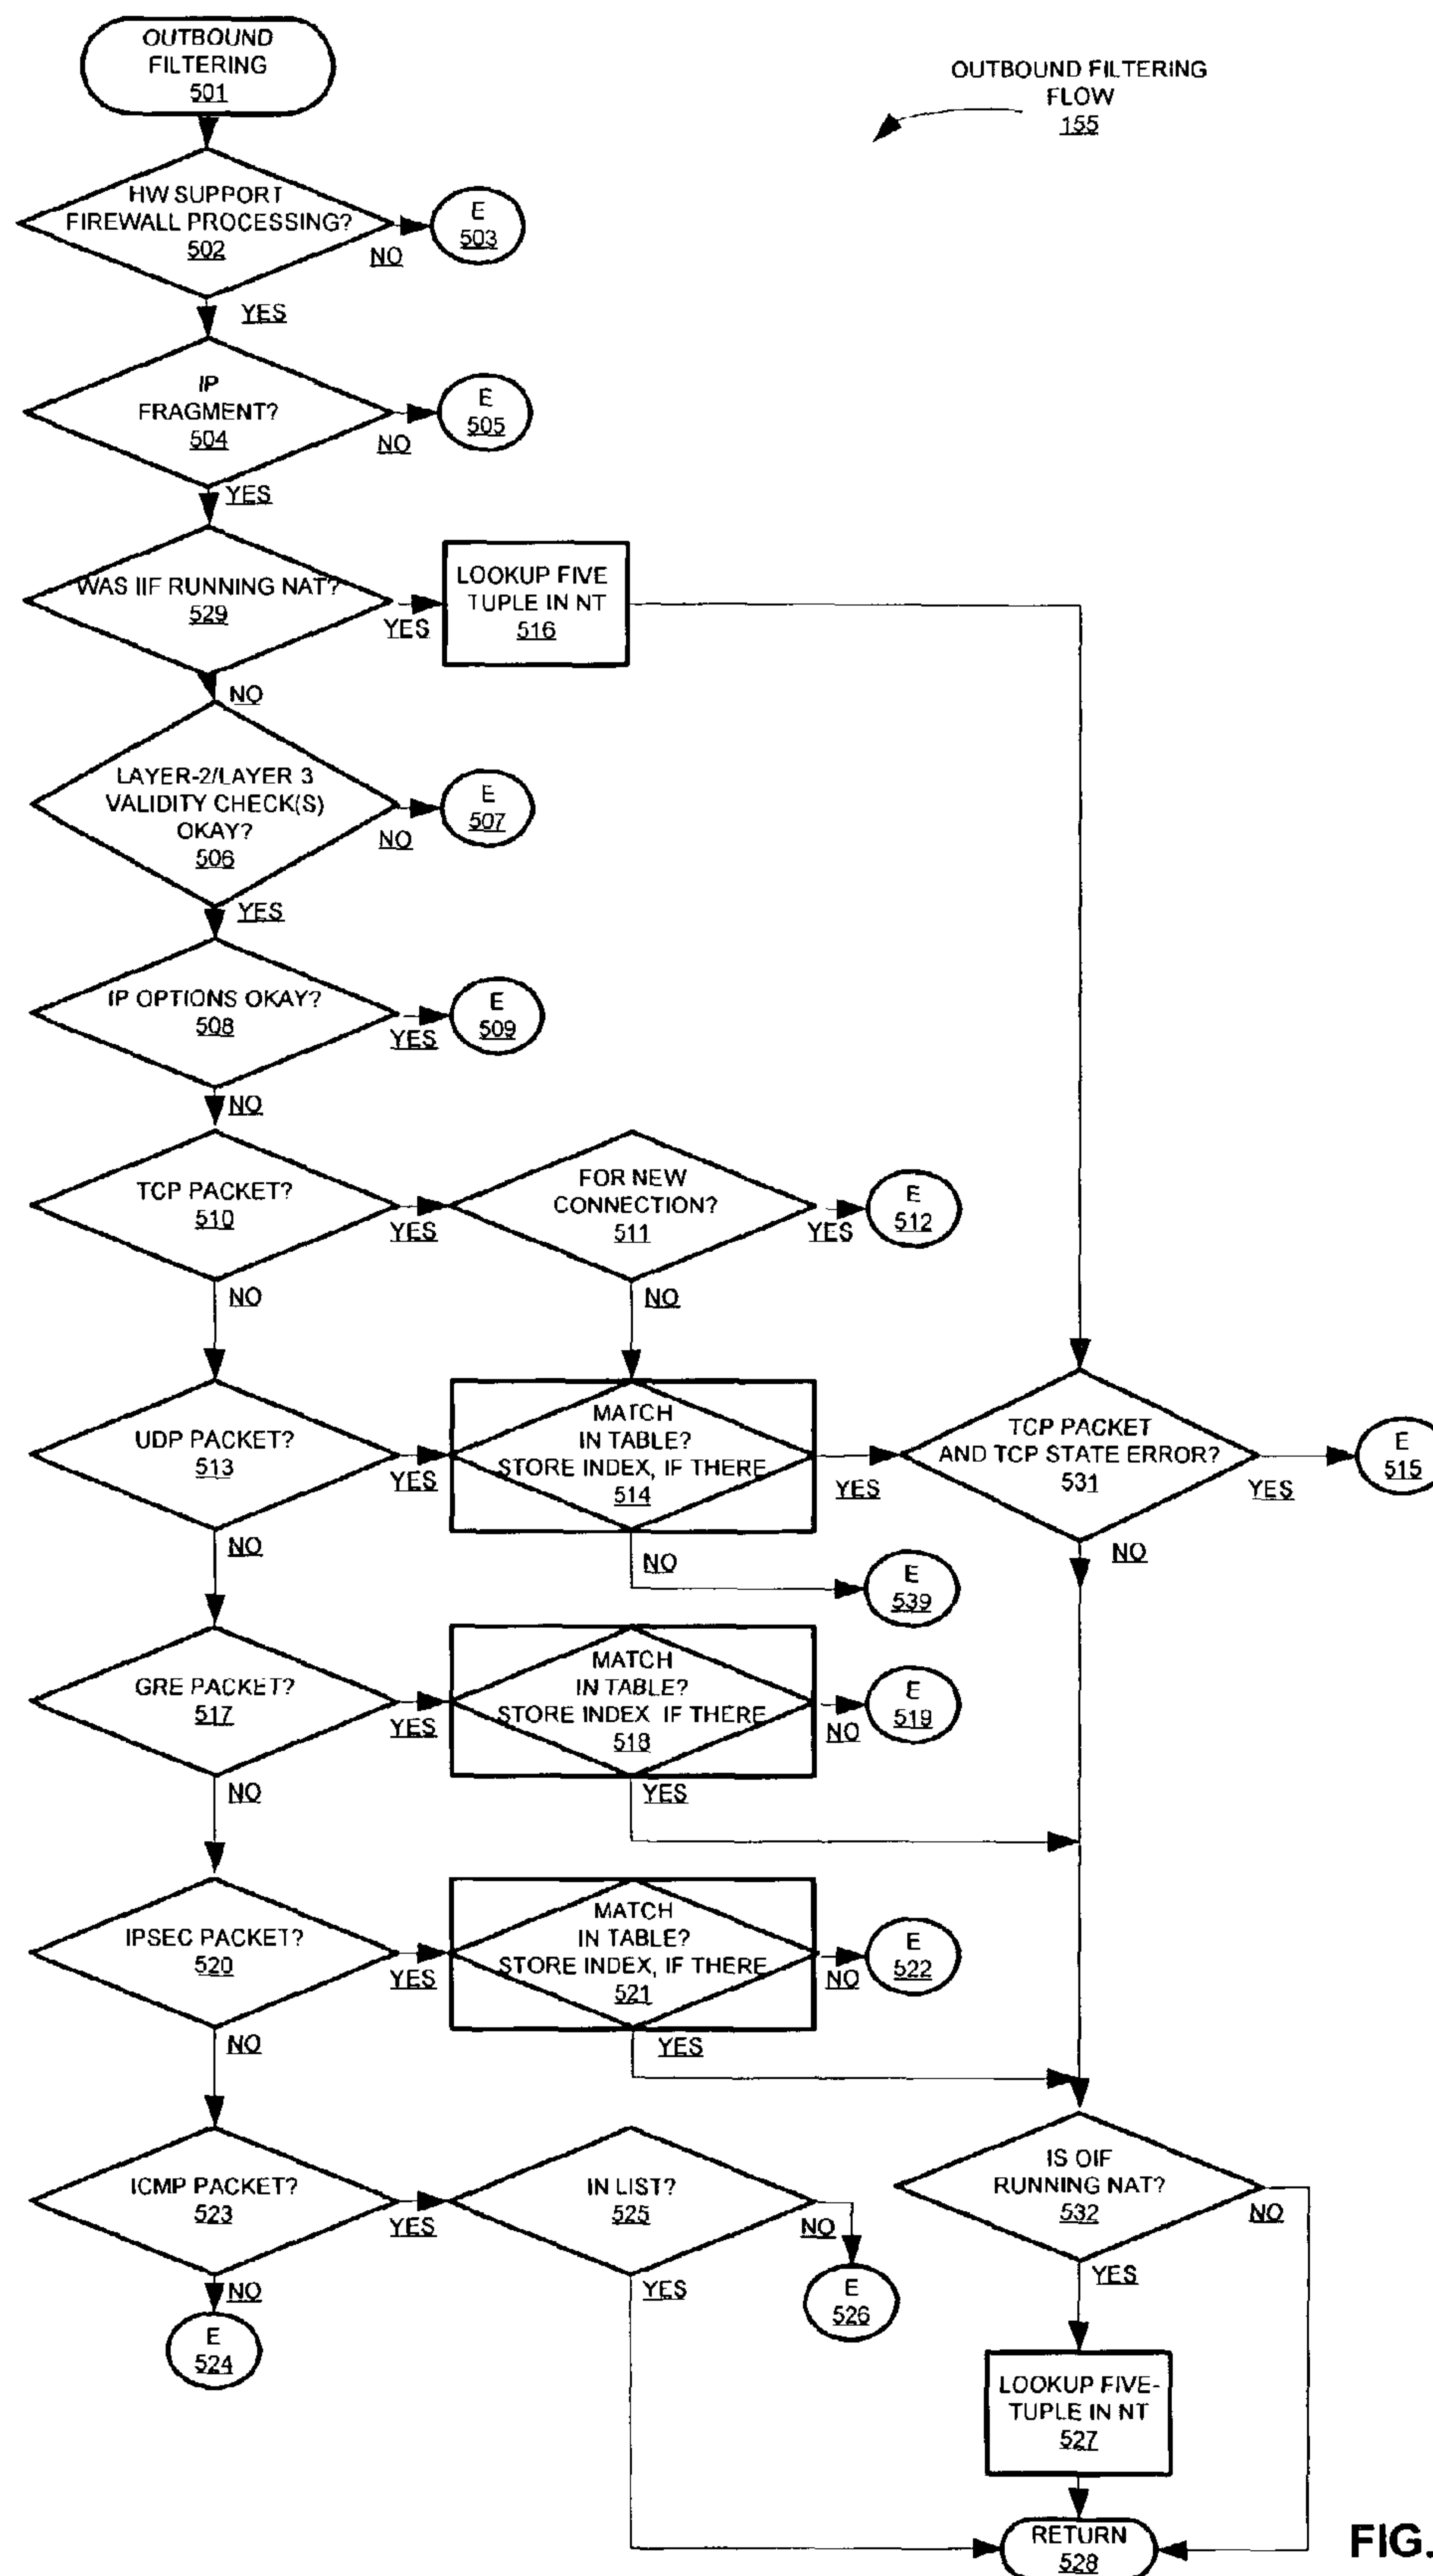 OUTBOUND
FILTERING
501
OUTBOUND FILTERING
FLOW
155
HW SUPPORT
FIREWALL PROCESSING?
502
NO
E
503
YES
IP
FRAGMENT?
504
NO
E
505
YES
WAS IIF RUNNING NAT?
529
YES
LOOKUP FIVE
TUPLE IN NT
516
NO
LAYER-2/LAYER 3
VALIDITY CHECK(S)
OKAY?
506
NO
E
507
YES
IP OPTIONS OKAY?
508
YES
E
509
NO
TCP PACKET?
510
YES
FOR NEW
CONNECTION?
511
YES
E
512
NO
NO
UDP PACKET?
513
YES
MATCH
IN TABLE?
STORE INDEX, IF THERE
514
YES
TCP PACKET
AND TCP STATE ERROR?
531
YES
E
515
NO
NO
E
539
NO
GRE PACKET?
517
YES
MATCH
IN TABLE?
STORE INDEX IF THERE
518
NO
E
519
NO
YES
IPSEC PACKET?
520
YES
MATCH
IN TABLE?
STORE INDEX, IF THERE
521
NO
E
522
NO
YES
ICMP PACKET?
523
YES
IN LIST?
525
NO
E
526
IS OIF
RUNNING NAT?
532
NO
NO
E
524
YES
YES
LOOKUP FIVE-
TUPLE IN NT
527
RETURN
528
FIG.